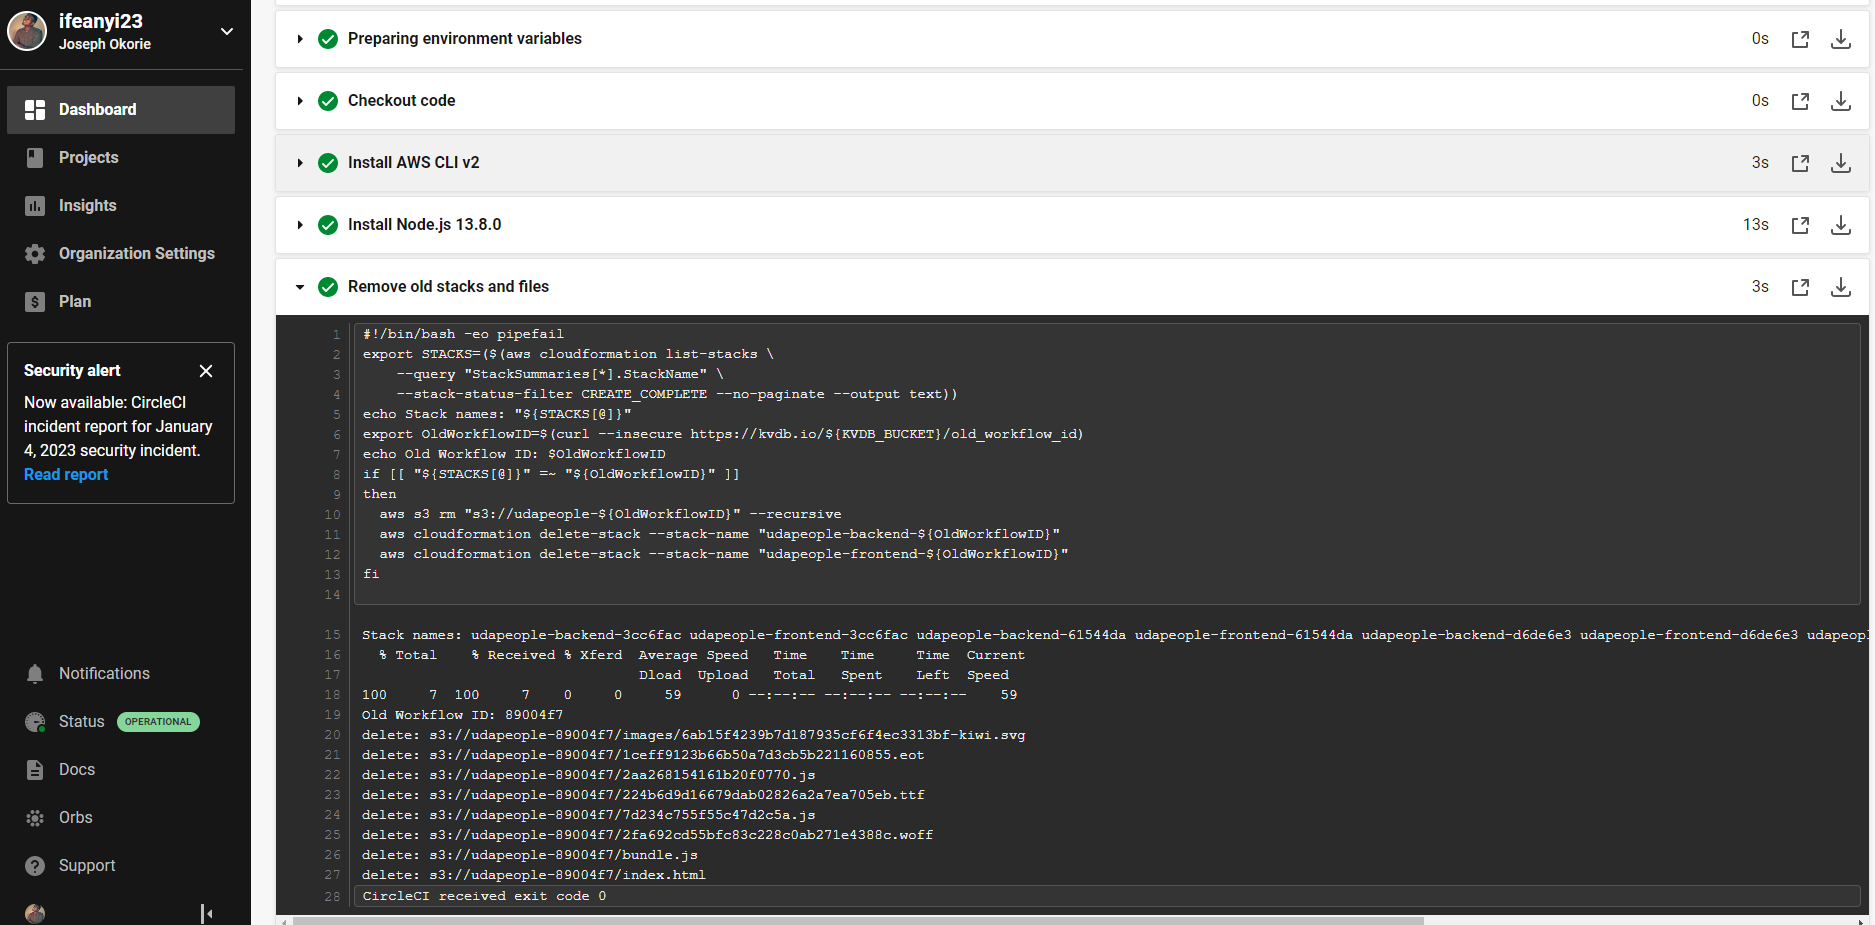 ifeanyi23
Joseph Okorie
Dashboard
Projects
Insights
Organization Settings
Plan
Security alert
Now available: CircleCI
incident report for January
4, 2023 security incident.
Read report
Notifications
Status OPERATIONAL
Docs
Orbs
Support
Preparing environment variables 0s
Checkout code 0s
Install AWS CLI v2 3s
Install Node.js 13.8.0 13s
Remove old stacks and files 3s
1 #!/bin/bash -eo pipefail
2 export STACKS=($(aws cloudformation list-stacks \
3     --query "StackSummaries[*].StackName" \
4     --stack-status-filter CREATE_COMPLETE --no-paginate --output text))
5 echo Stack names: "${STACKS[@]}"
6 export OldWorkflowID=$(curl --insecure https://kvdb.io/${KVDB_BUCKET}/old_workflow_id)
7 echo Old Workflow ID: $OldWorkflowID
8 if [[ "${STACKS[@]}" =~ "${OldWorkflowID}" ]]
9 then
10   aws s3 rm "s3://udapeople-${OldWorkflowID}" --recursive
11   aws cloudformation delete-stack --stack-name "udapeople-backend-${OldWorkflowID}"
12   aws cloudformation delete-stack --stack-name "udapeople-frontend-${OldWorkflowID}"
13 fi
14
15 Stack names: udapeople-backend-3cc6fac udapeople-frontend-3cc6fac udapeople-backend-61544da udapeople-frontend-61544da udapeople-backend-d6de6e3 udapeople-frontend-d6de6e3 udapeopl
16   % Total    % Received % Xferd  Average Speed   Time    Time     Time  Current
17                                  Dload  Upload   Total   Spent    Left  Speed
18 100     7  100     7    0     0     59      0 --:--:-- --:--:-- --:--:--    59
19 Old Workflow ID: 89004f7
20 delete: s3://udapeople-89004f7/images/6ab15f4239b7d187935cf6f4ec3313bf-kiwi.svg
21 delete: s3://udapeople-89004f7/1ceff9123b66b50a7d3cb5b221160855.eot
22 delete: s3://udapeople-89004f7/2aa268154161b20f0770.js
23 delete: s3://udapeople-89004f7/224b6d9d16679dab02826a2a7ea705eb.ttf
24 delete: s3://udapeople-89004f7/7d234c755f55c47d2c5a.js
25 delete: s3://udapeople-89004f7/2fa692cd55bfc83c228c0ab271e4388c.woff
26 delete: s3://udapeople-89004f7/bundle.js
27 delete: s3://udapeople-89004f7/index.html
28 CircleCI received exit code 0